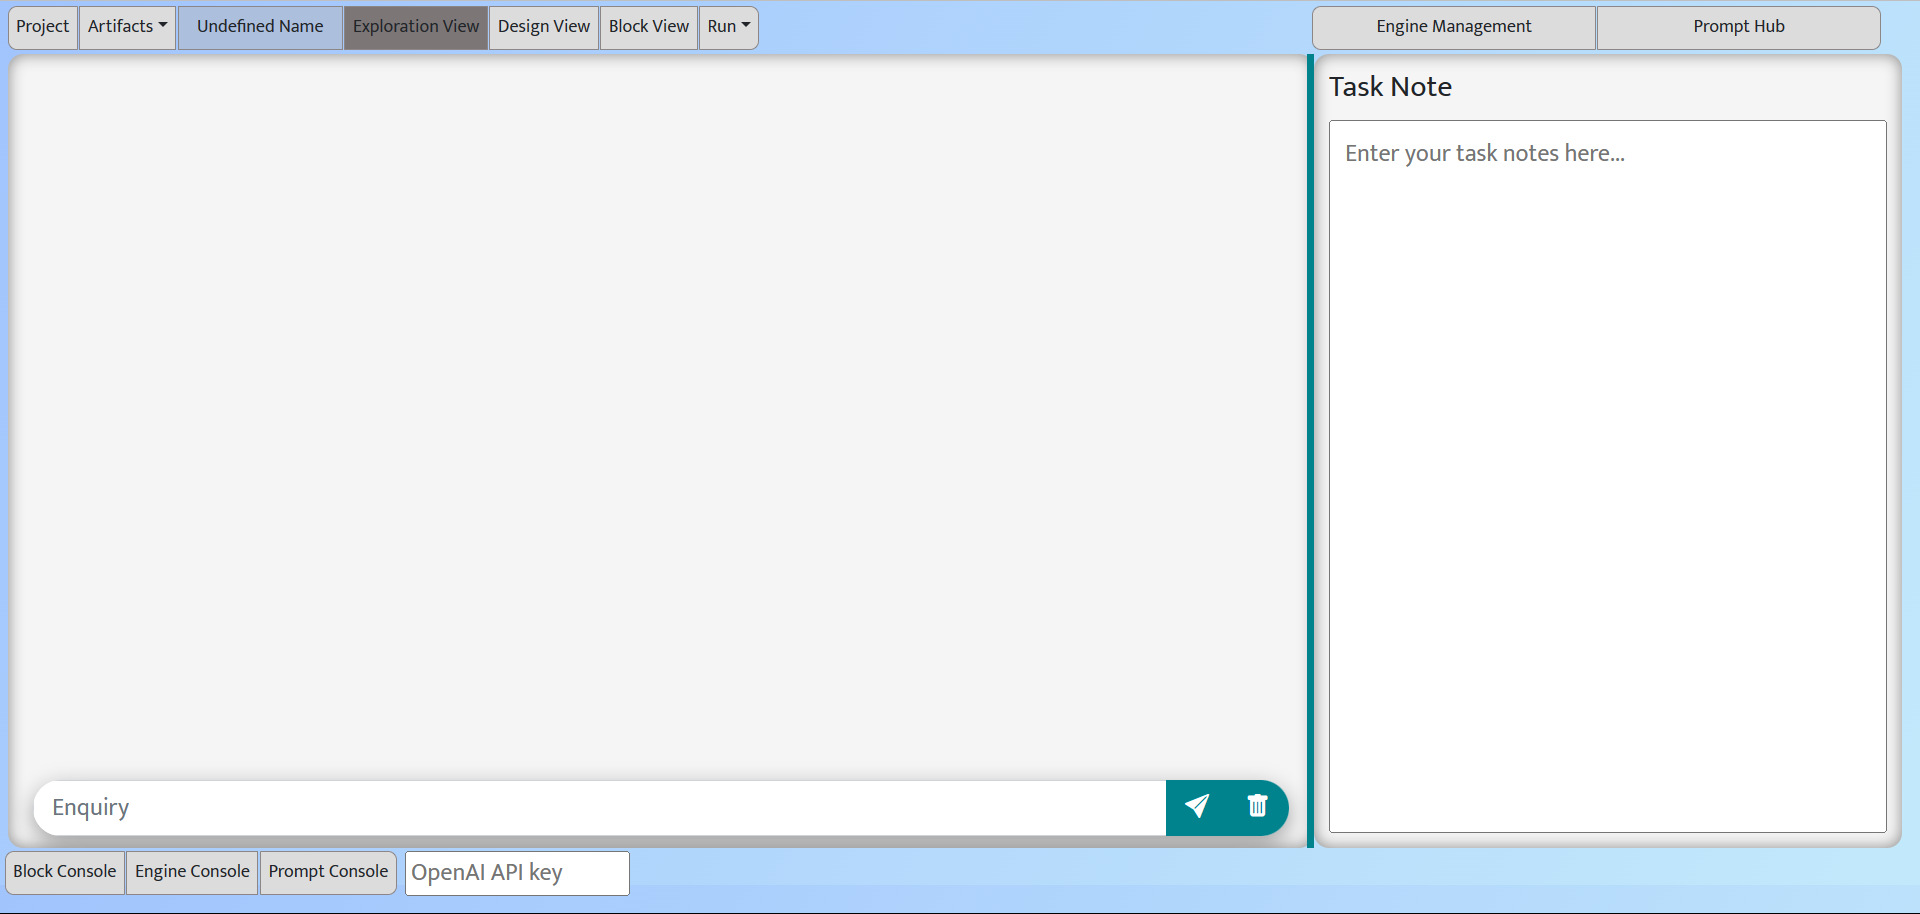 Project Artifacts Undefined Name Exploration View Design View Block View Run Engine Management Prompt Hub
Task Note
Enter your task notes here...
Enquiry
Block Console Engine Console Prompt Console OpenAI API key